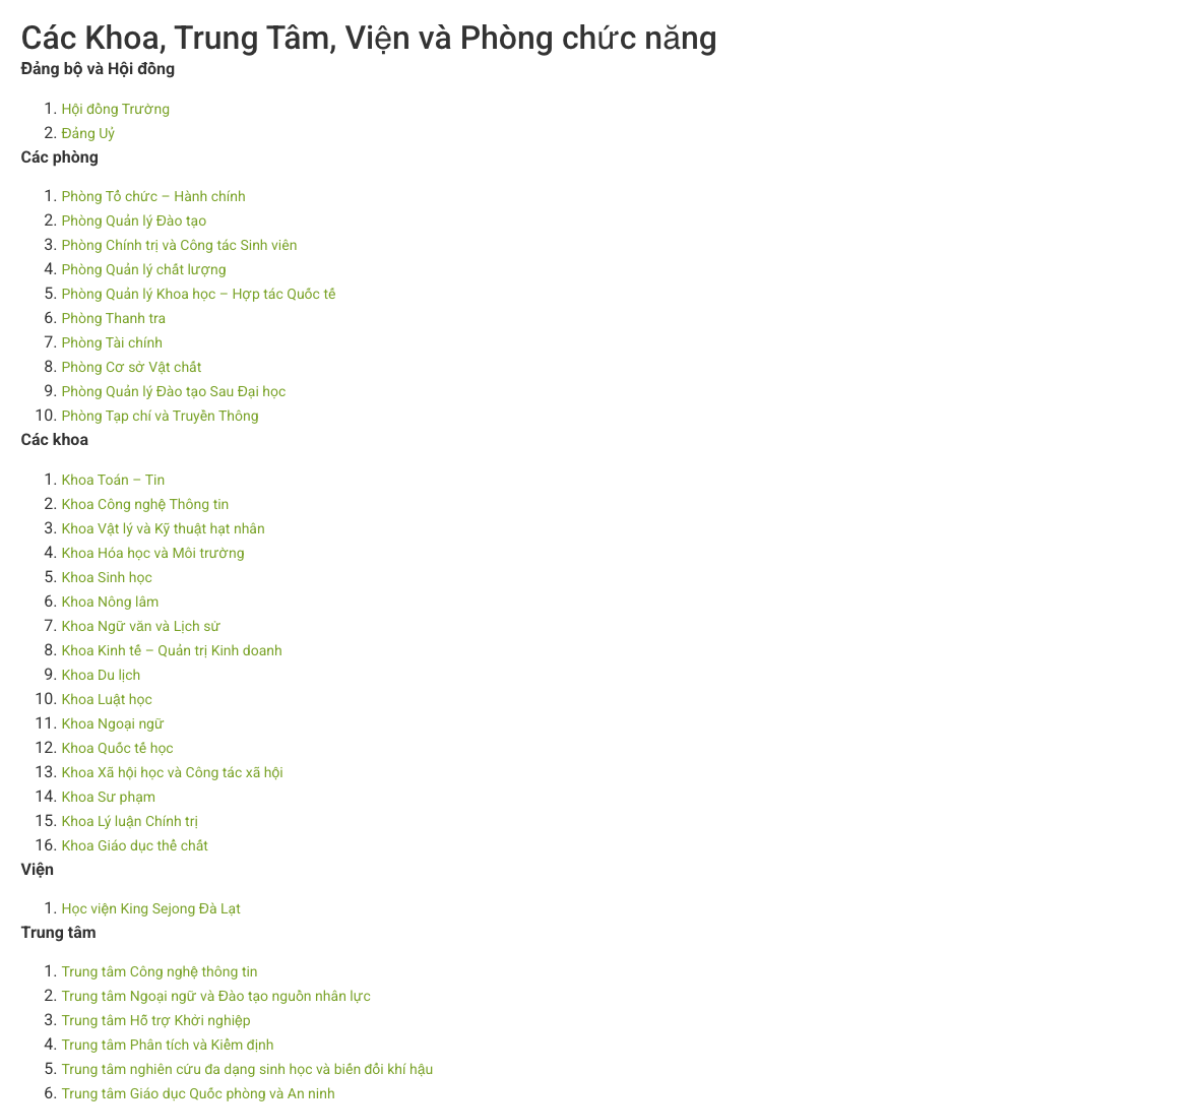 Các Khoa, Trung Tâm, Viện và Phòng chức năng
Đảng bộ và Hội đồng
1. Hội đồng Trường
2. Đảng Uỷ
Các phòng
1. Phòng Tổ chức – Hành chính
2. Phòng Quản lý Đào tạo
3. Phòng Chính trị và Công tác Sinh viên
4. Phòng Quản lý chất lượng
5. Phòng Quản lý Khoa học – Hợp tác Quốc tế
6. Phòng Thanh tra
7. Phòng Tài chính
8. Phòng Cơ sở Vật chất
9. Phòng Quản lý Đào tạo Sau Đại học
10. Phòng Tạp chí và Truyền Thông
Các khoa
1. Khoa Toán – Tin
2. Khoa Công nghệ Thông tin
3. Khoa Vật lý và Kỹ thuật hạt nhân
4. Khoa Hóa học và Môi trường
5. Khoa Sinh học
6. Khoa Nông lâm
7. Khoa Ngữ văn và Lịch sử
8. Khoa Kinh tế – Quản trị Kinh doanh
9. Khoa Du lịch
10. Khoa Luật học
11. Khoa Ngoại ngữ
12. Khoa Quốc tế học
13. Khoa Xã hội học và Công tác xã hội
14. Khoa Sư phạm
15. Khoa Lý luận Chính trị
16. Khoa Giáo dục thể chất
Viện
1. Học viện King Sejong Đà Lạt
Trung tâm
1. Trung tâm Công nghệ thông tin
2. Trung tâm Ngoại ngữ và Đào tạo nguồn nhân lực
3. Trung tâm Hỗ trợ Khởi nghiệp
4. Trung tâm Phân tích và Kiểm định
5. Trung tâm nghiên cứu đa dạng sinh học và biến đổi khí hậu
6. Trung tâm Giáo dục Quốc phòng và An ninh